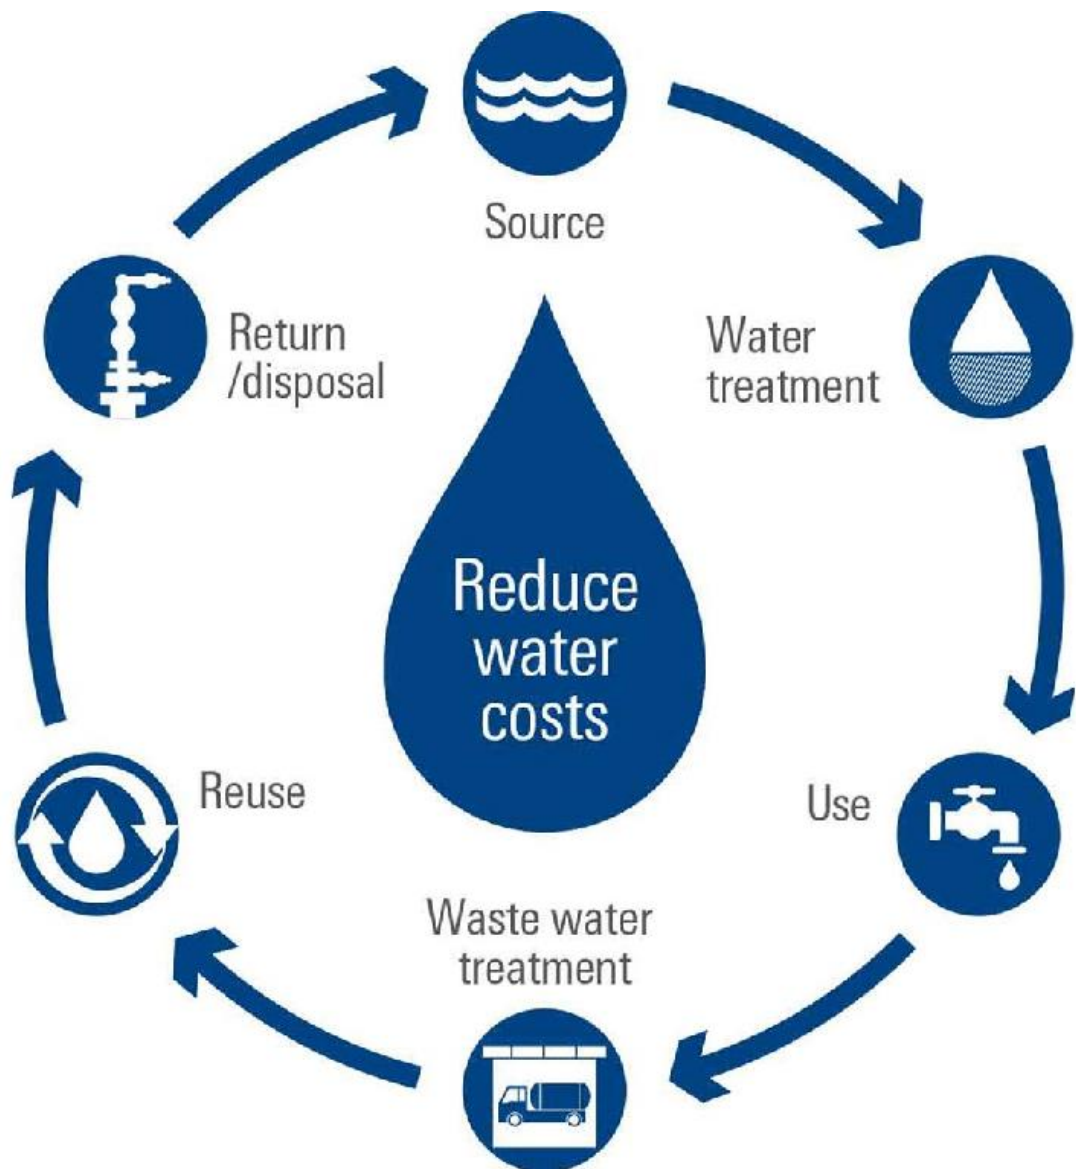 Source
Water
treatment
Use
Waste water
treatment
Reuse
Return
/disposal
Reduce
water
costs